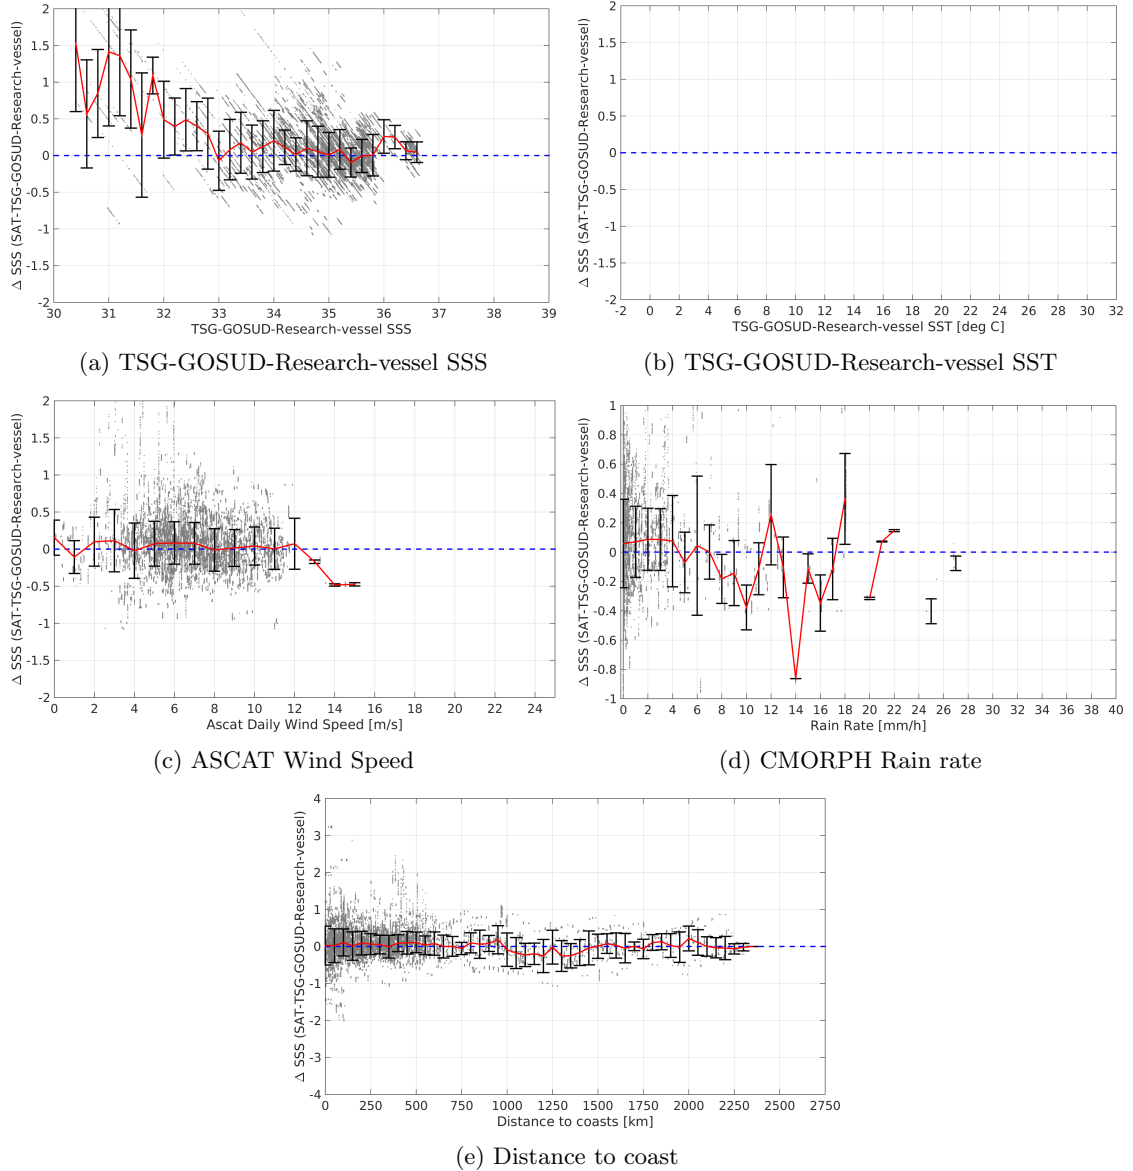 Δ SSS (SAT-TSG-GOSUD-Research-vessel)
2
1.5
1
0.5
0
-0.5
-1
-1.5
-2
30 31 32 33 34 35 36 37 38 39
TSG-GOSUD-Research-vessel SSS
(a) TSG-GOSUD-Research-vessel SSS
Δ SSS (SAT-TSG-GOSUD-Research-vessel)
2
1.5
1
0.5
0
-0.5
-1
-1.5
-2
-2 0 2 4 6 8 10 12 14 16 18 20 22 24 26 28 30 32
TSG-GOSUD-Research-vessel SST [deg C]
(b) TSG-GOSUD-Research-vessel SST
Δ SSS (SAT-TSG-GOSUD-Research-vessel)
2
1.5
1
0.5
0
-0.5
-1
-1.5
-2
0 2 4 6 8 10 12 14 16 18 20 22 24
Ascat Daily Wind Speed [m/s]
(c) ASCAT Wind Speed
Δ SSS (SAT-TSG-GOSUD-Research-vessel)
1
0.8
0.6
0.4
0.2
0
-0.2
-0.4
-0.6
-0.8
-1
0 2 4 6 8 10 12 14 16 18 20 22 24 26 28 30 32 34 36 38 40
Rain Rate [mm/h]
(d) CMORPH Rain rate
Δ SSS (SAT-TSG-GOSUD-Research-vessel)
4
3
2
1
0
-1
-2
-3
-4
0 250 500 750 1000 1250 1500 1750 2000 2250 2500 2750
Distance to coasts [km]
(e) Distance to coast